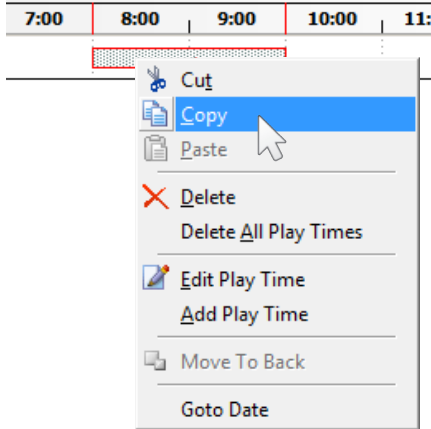 7:00 8:00 9:00 10:00 11:
Cut
Copy
Paste
Delete
Delete All Play Times
Edit Play Time
Add Play Time
Move To Back
Goto Date